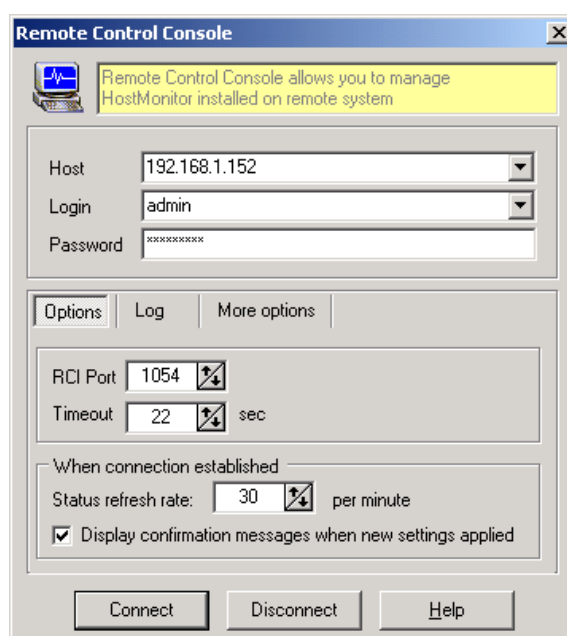 Remote Control Console
Remote Control Console allows you to manage
HostMonitor installed on remote system
Host 192.168.1.152
Login admin
Password *********
Options Log More options
RCI Port 1054
Timeout 22 sec
When connection established
Status refresh rate: 30 per minute
Display confirmation messages when new settings applied
Connect Disconnect Help